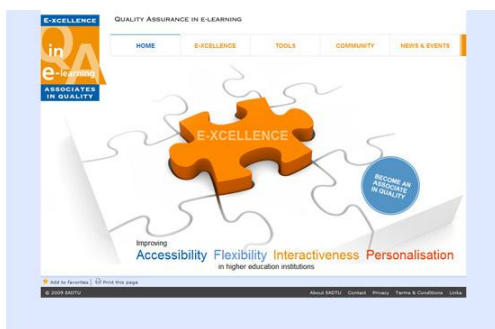 E-XCELLENCE
in
e-learning
QA
ASSOCIATES
IN QUALITY
QUALITY ASSURANCE IN E-LEARNING
HOME E-XCELLENCE TOOLS COMMUNITY NEWS & EVENTS
E-XCELLENCE
BECOME AN
ASSOCIATE
IN QUALITY
Improving
Accessibility Flexibility Interactiveness Personalisation
in higher education institutions
Add to favorites | Print this page
© 2009 EADTU About EADTU Contact Privacy Terms & Conditions Links